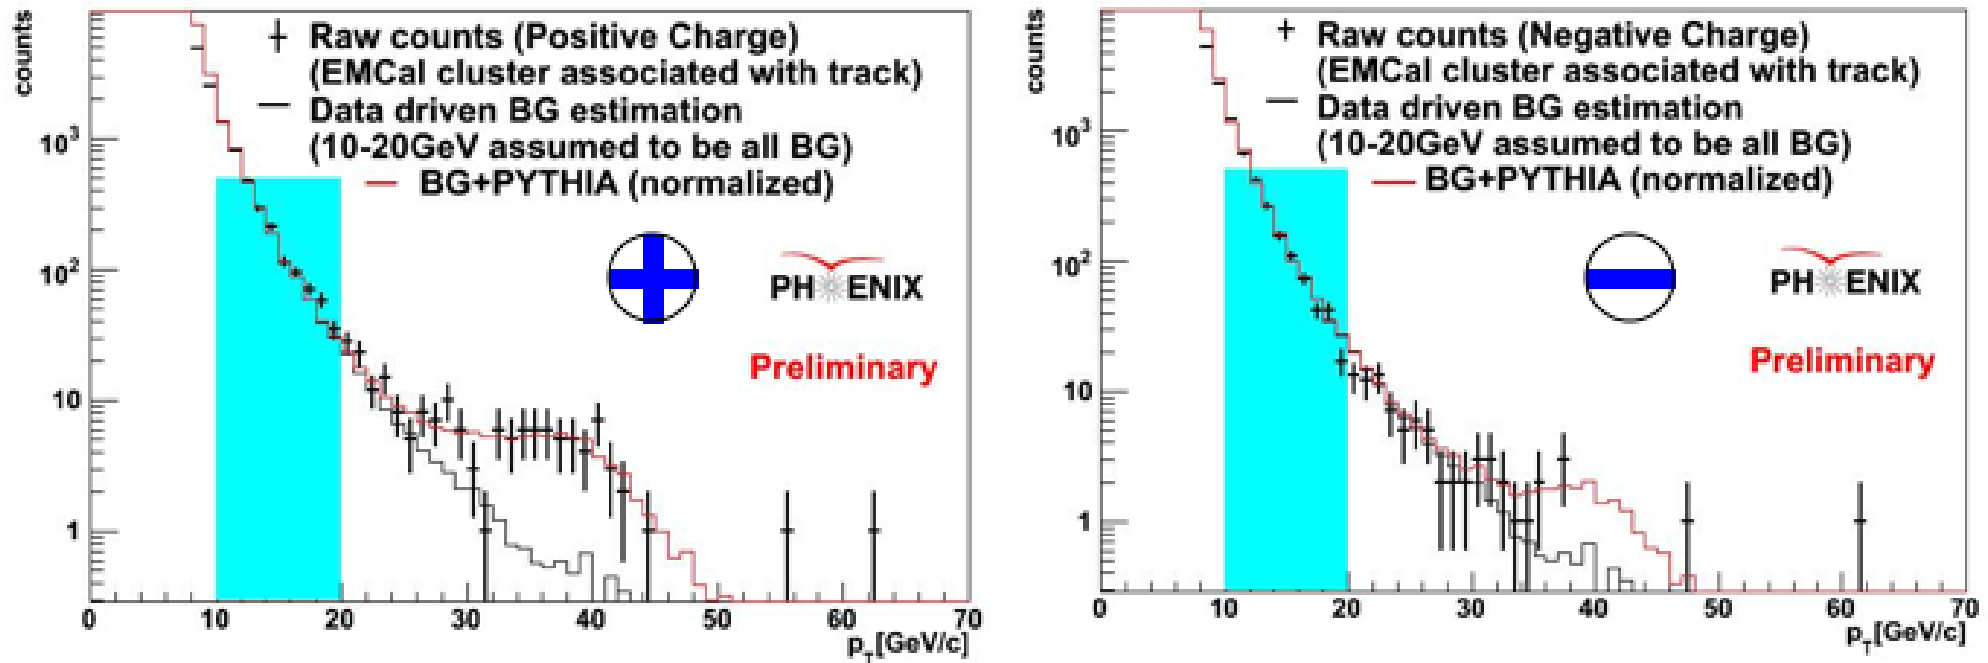 counts
Raw counts (Positive Charge)
(EMCal cluster associated with track)
Data driven BG estimation
(10-20GeV assumed to be all BG)
BG+PYTHIA (normalized)
PHENIX
Preliminary
10³
10²
10
1
0 10 20 30 40 50 60 70
p_T[GeV/c]
counts
Raw counts (Negative Charge)
(EMCal cluster associated with track)
Data driven BG estimation
(10-20GeV assumed to be all BG)
BG+PYTHIA (normalized)
PHENIX
Preliminary
10³
10²
10
1
0 10 20 30 40 50 60 70
p_T[GeV/c]